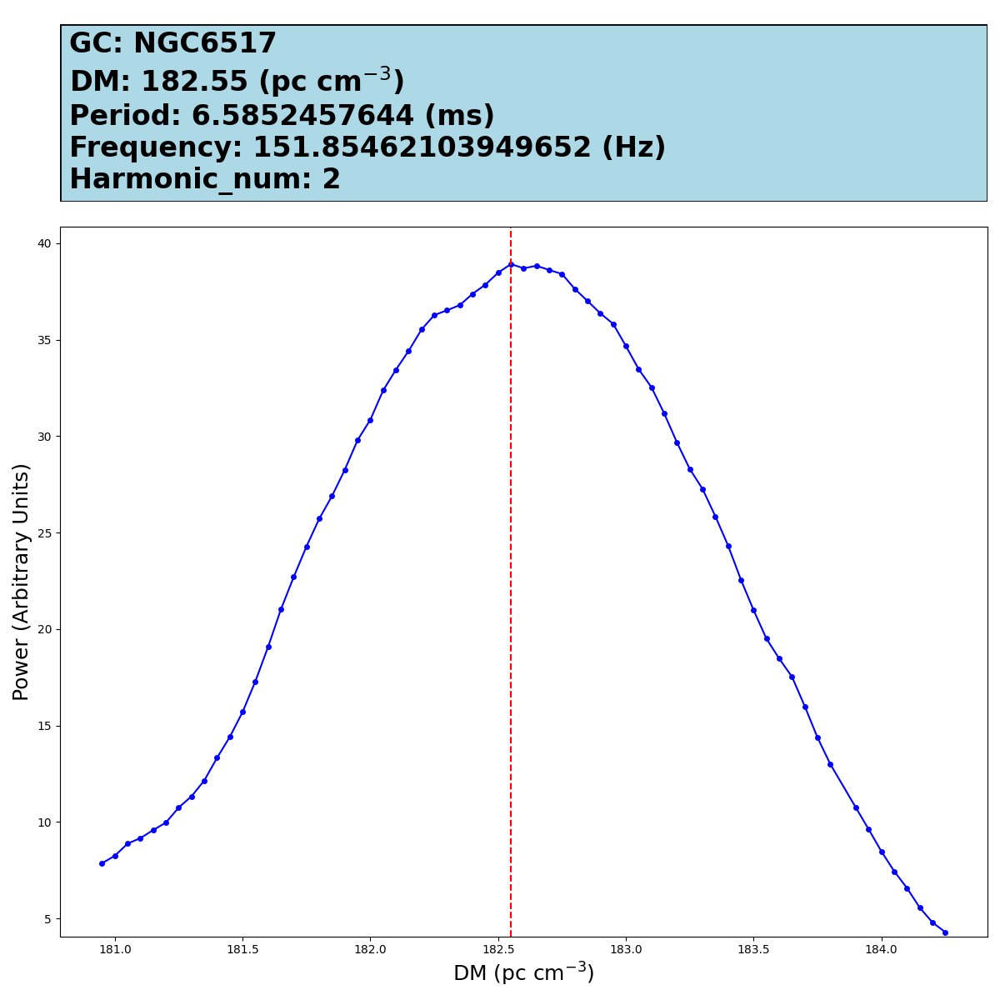 GC: NGC6517
DM: 182.55 (pc cm⁻³)
Period: 6.5852457644 (ms)
Frequency: 151.85462103949652 (Hz)
Harmonic_num: 2
40
35
30
25
20
15
10
5
Power (Arbitrary Units)
181.0 181.5 182.0 182.5 183.0 183.5 184.0
DM (pc cm⁻³)